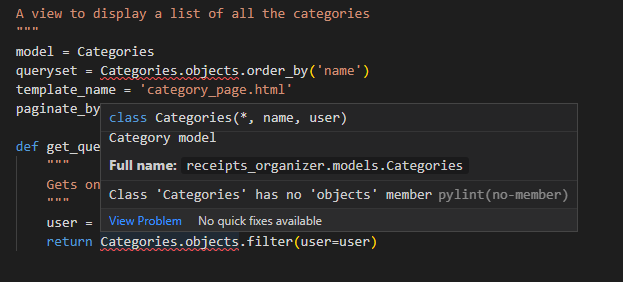 A view to display a list of all the categories
"""
model = Categories
queryset = Categories.objects.order_by('name')
template_name = 'category_page.html'
paginate_by
class Categories(*, name, user)
Category model
def get_que
Full name: receipts_organizer.models.Categories
"""
Gets on
Class 'Categories' has no 'objects' member pylint(no-member)
"""
user =
View Problem No quick fixes available
return Categories.objects.filter(user=user)